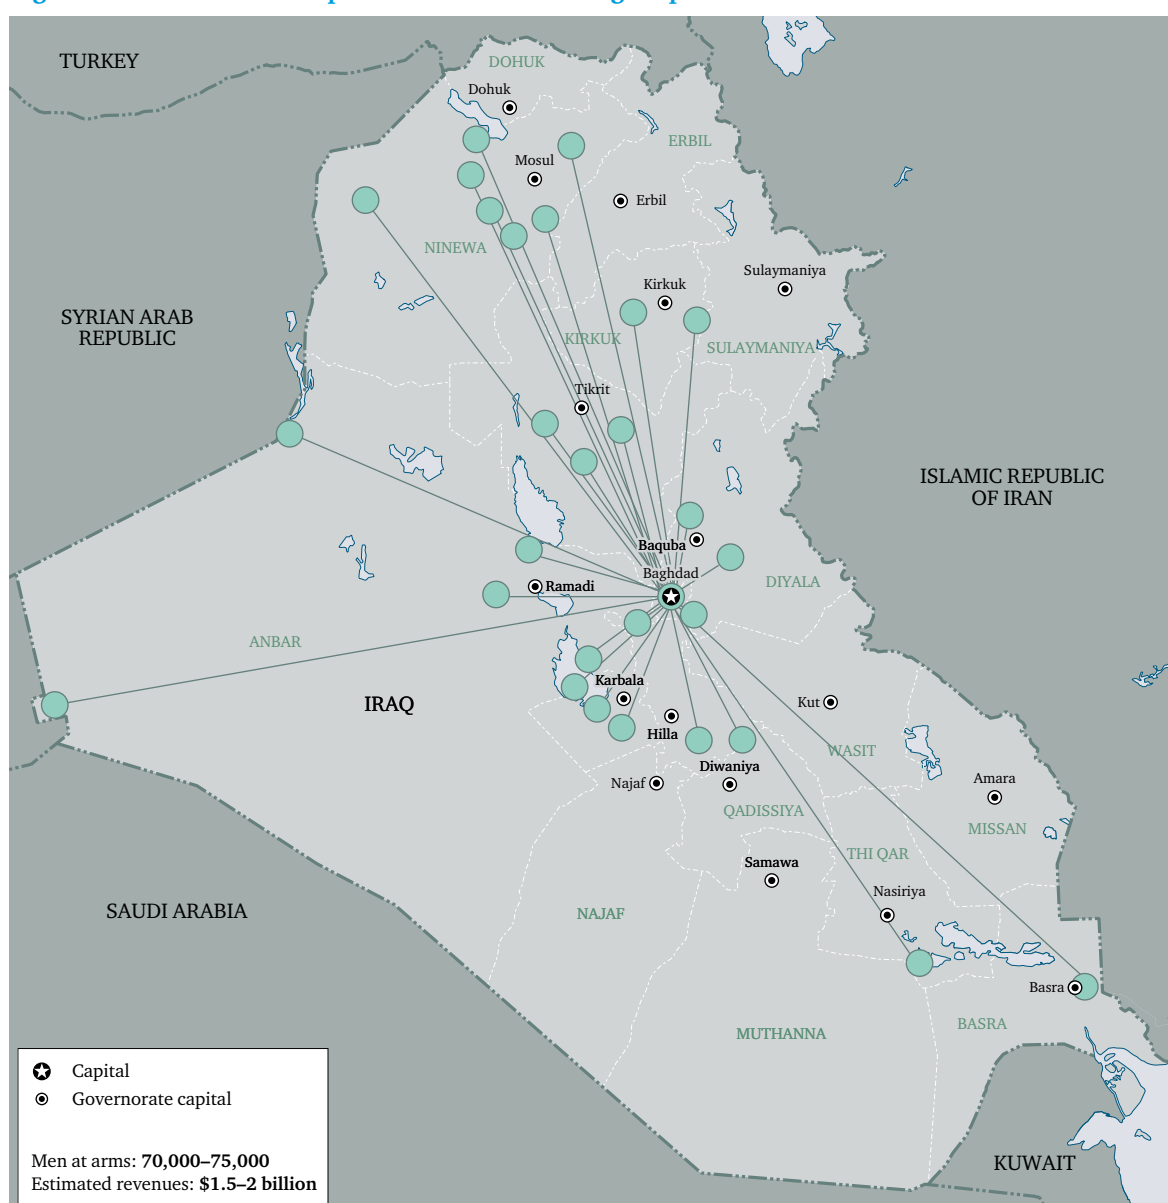 TURKEY
DOHUK
Dohuk
ERBIL
Mosul
Erbil
NINEWA
Sulaymaniya
Kirkuk
SYRIAN ARAB
REPUBLIC
KIRKUK
SULAYMANIYA
Tikrit
ISLAMIC REPUBLIC
OF IRAN
Baquba
Baghdad
DIYALA
Ramadi
ANBAR
Karbala
IRAQ
Kut
Hilla
WASIT
Diwaniya
Najaf
Amara
QADISSIYA
MISSAN
THI QAR
Samawa
Nasiriya
SAUDI ARABIA
NAJAF
Basra
BASRA
MUTHANNA
KUWAIT
Capital
Governorate capital
Men at arms: 70,000–75,000
Estimated revenues: $1.5–2 billion